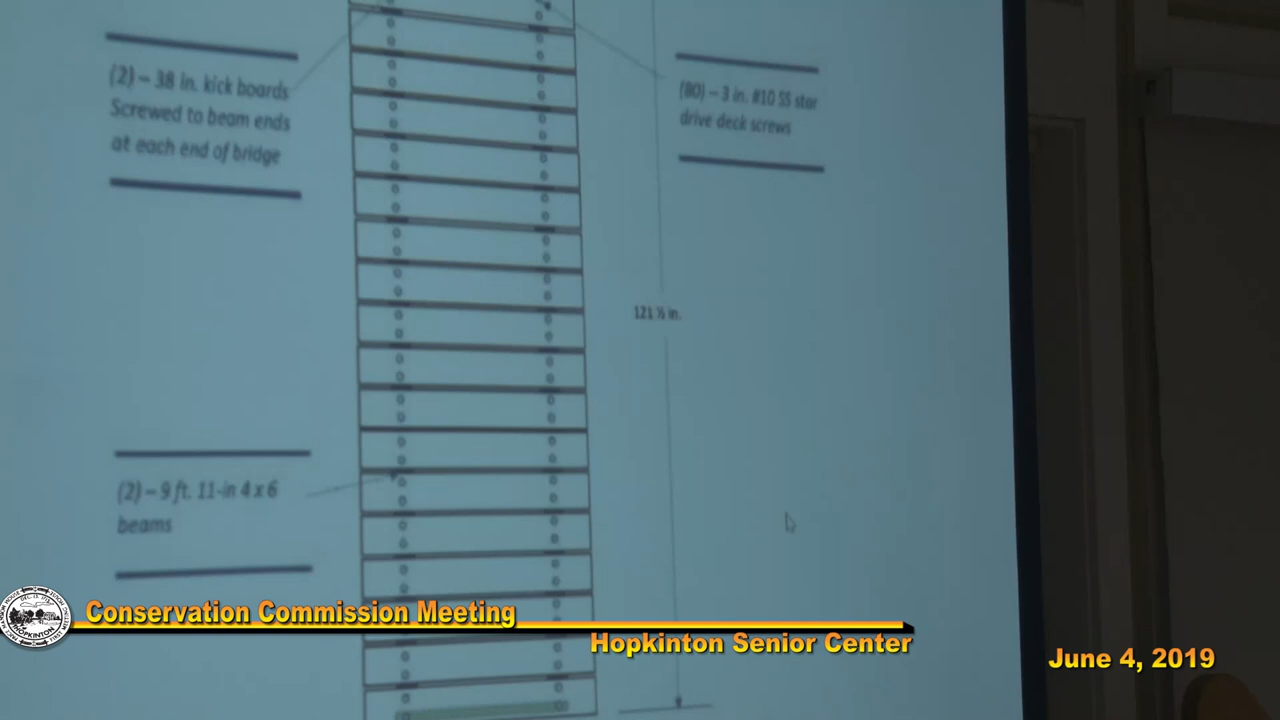 (2) – 38 in. kick boards
Screwed to beam ends
at each end of bridge
(80) – 3 in. #10 SS star
drive deck screws
121 ½ in.
(2) – 9 ft. 11-in 4 x 6
beams
Conservation Commission Meeting
Hopkinton Senior Center
June 4, 2019
HOPKINTON